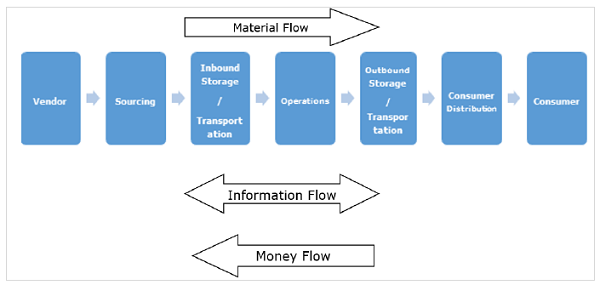 Material Flow
Vendor
Sourcing
Inbound
Storage
/
Transport
ation
Operations
Outbound
Storage
/
Transpor
tation
Consumer
Distribution
Consumer
Information Flow
Money Flow